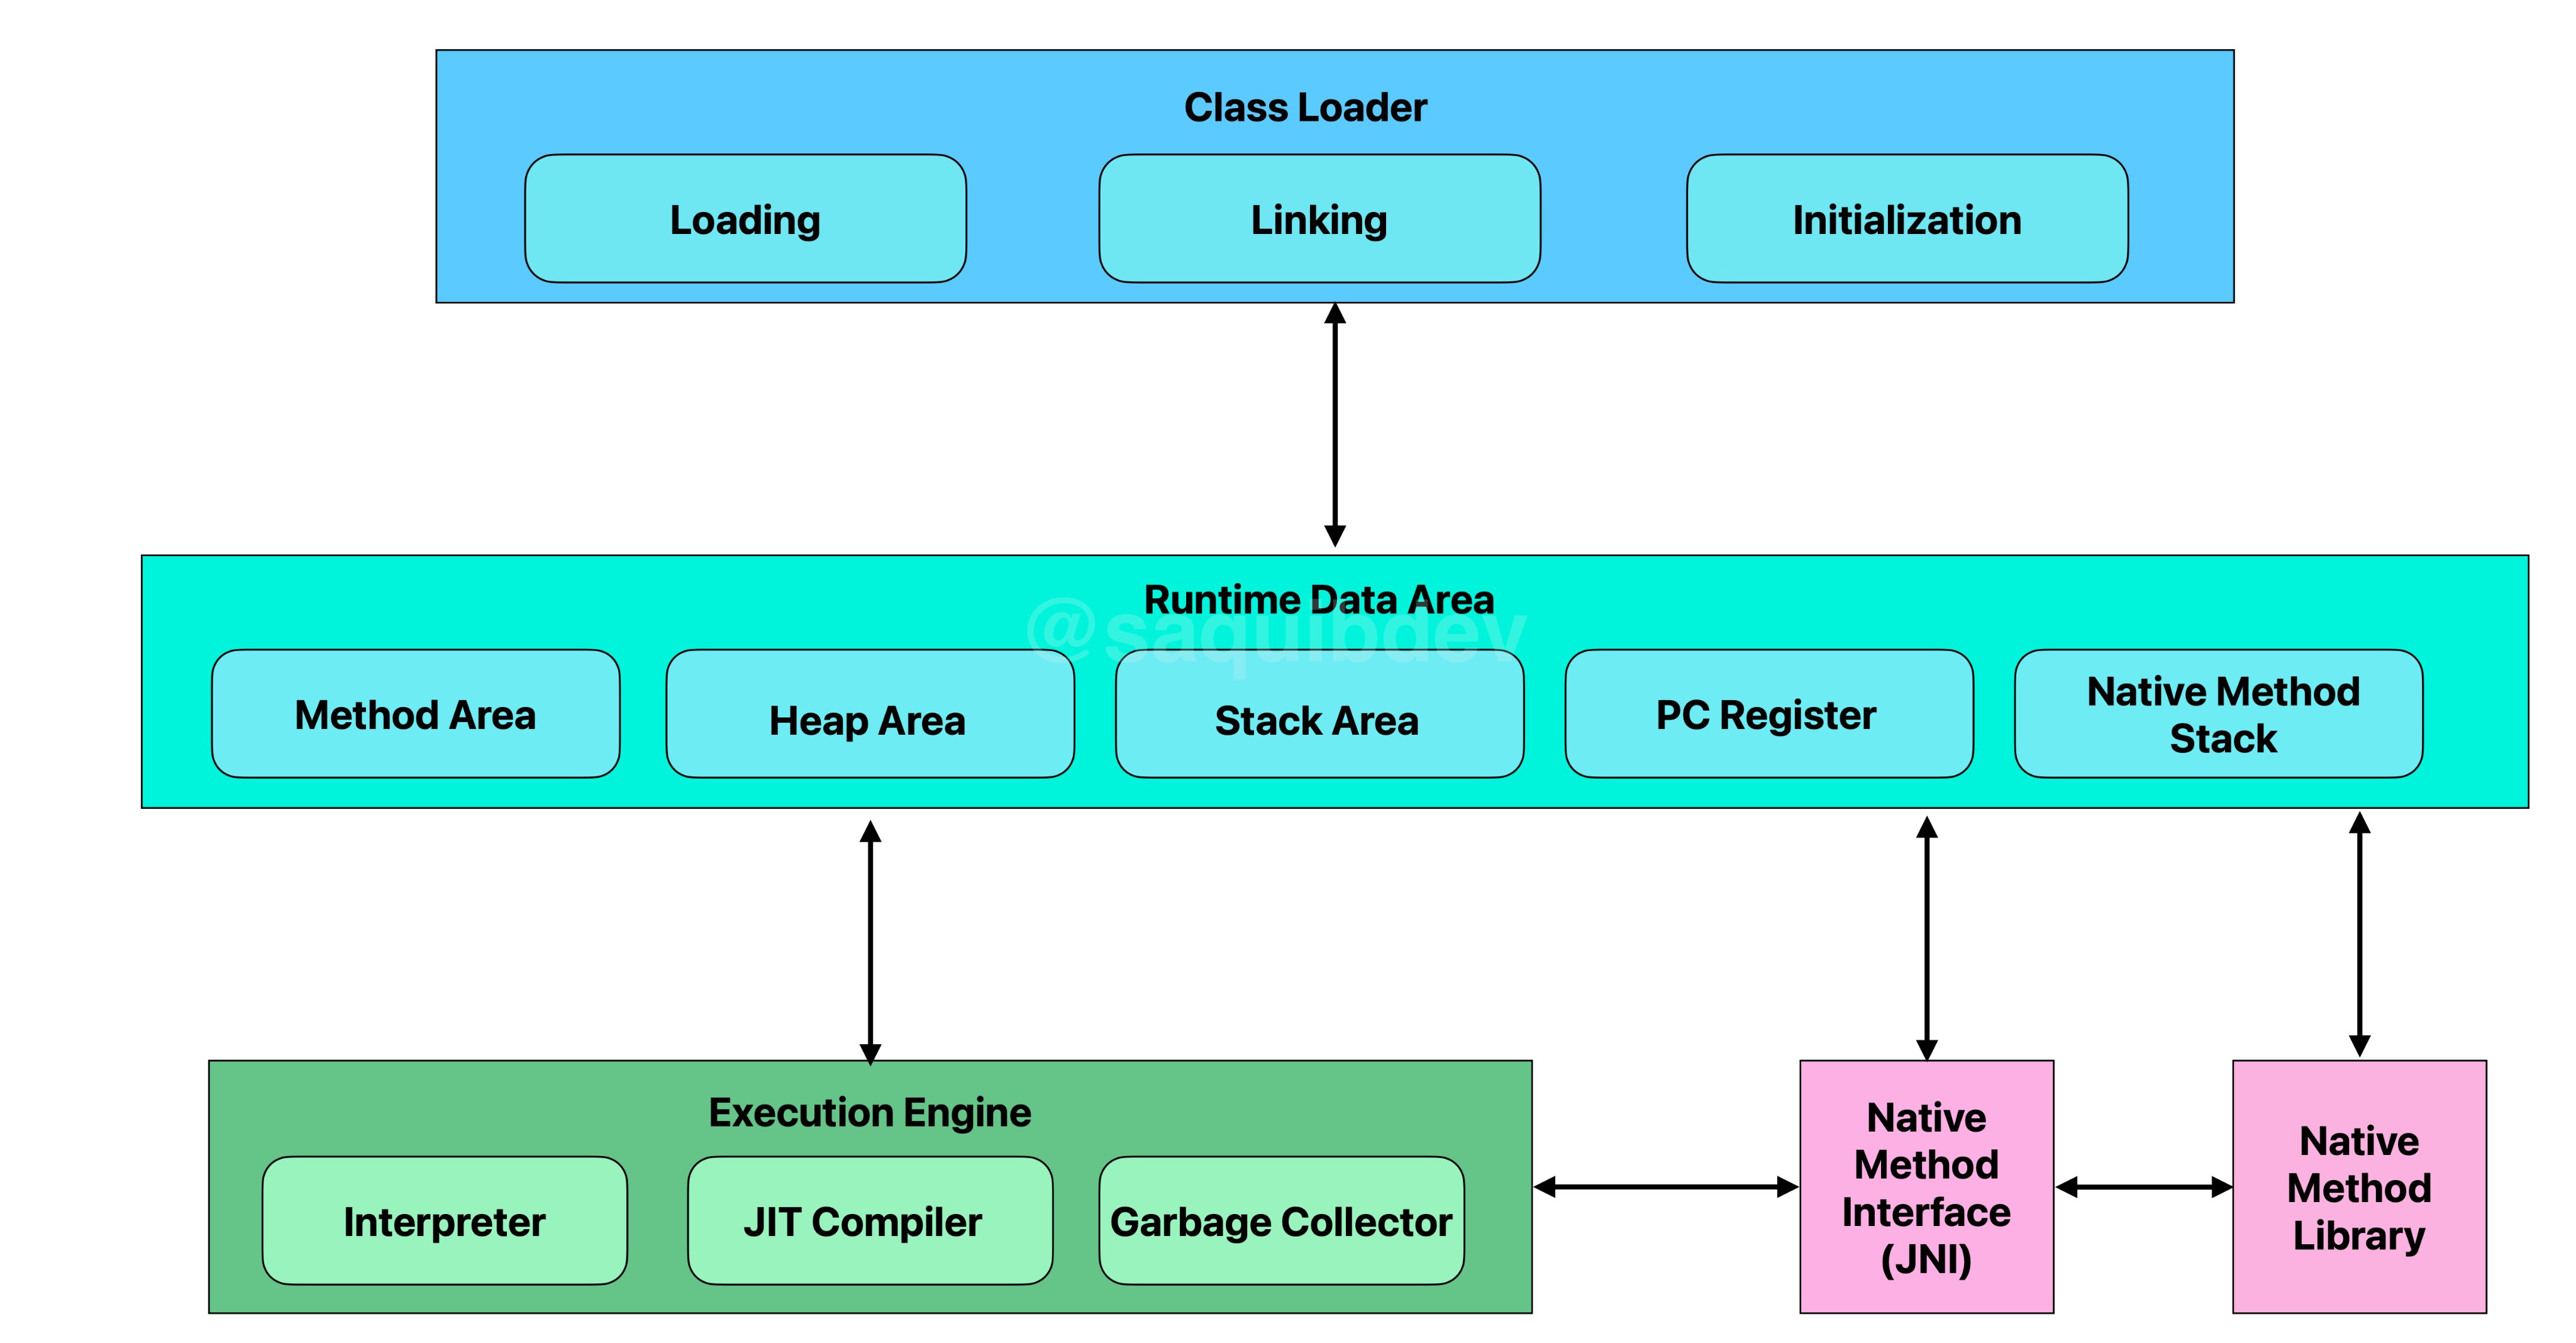 Class Loader
Loading
Linking
Initialization
Runtime Data Area
@saquibdev
Method Area
Heap Area
Stack Area
PC Register
Native Method
Stack
Execution Engine
Interpreter
JIT Compiler
Garbage Collector
Native
Method
Interface
(JNI)
Native
Method
Library